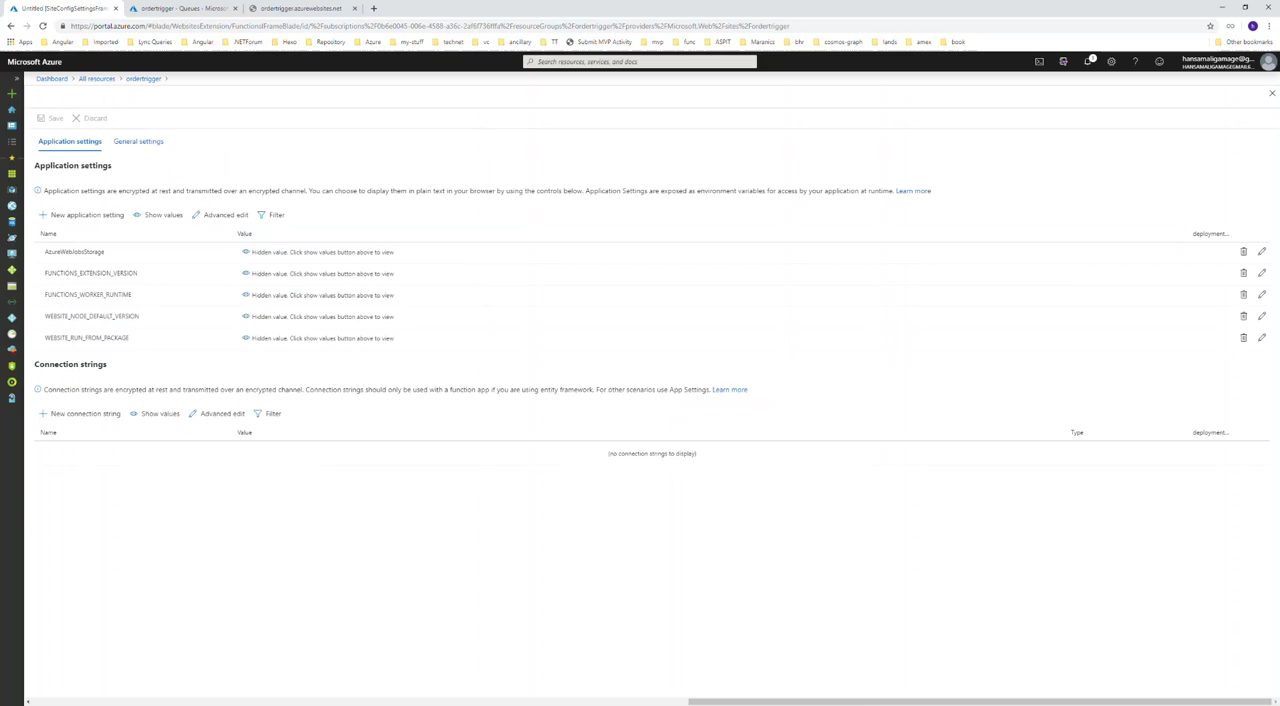 Untitled [SiteConfigSettingsFram
ordertrigger - Queues - Microso
ordertrigger.azurewebsites.net
https://portal.azure.com/#blade/WebsitesExtension/FunctionsIFrameBlade/id/%2Fsubscriptions%2F0b6e0045-006e-4588-a36c-2af6f736fffa%2FresourceGroups%2Fordertrigger%2Fproviders%2FMicrosoft.Web%2Fsites%2Fordertrigger
Apps Angular Imported Lync Queries Angular .NETForum Hexo Repository Azure my-stuff technet vc ancillary TT Submit MVP Activity mvp func ASPIT Maranics bhr cosmos-graph lands amex book Other bookmarks
Microsoft Azure
Search resources, services, and docs
1
hansamaligamage@g...
Dashboard > All resources > ordertrigger >
Save Discard
Application settings General settings
Application settings
Application settings are encrypted at rest and transmitted over an encrypted channel. You can choose to display them in plain text in your browser by using the controls below. Application Settings are exposed as environment variables for access by your application at runtime. Learn more
New application setting Show values Advanced edit Filter
Name Value deployment...
AzureWebJobsStorage Hidden value. Click show values button above to view
FUNCTIONS_EXTENSION_VERSION Hidden value. Click show values button above to view
FUNCTIONS_WORKER_RUNTIME Hidden value. Click show values button above to view
WEBSITE_NODE_DEFAULT_VERSION Hidden value. Click show values button above to view
WEBSITE_RUN_FROM_PACKAGE Hidden value. Click show values button above to view
Connection strings
Connection strings are encrypted at rest and transmitted over an encrypted channel. Connection strings should only be used with a function app if you are using entity framework. For other scenarios use App Settings. Learn more
New connection string Show values Advanced edit Filter
Name Value Type deployment...
(no connection strings to display)